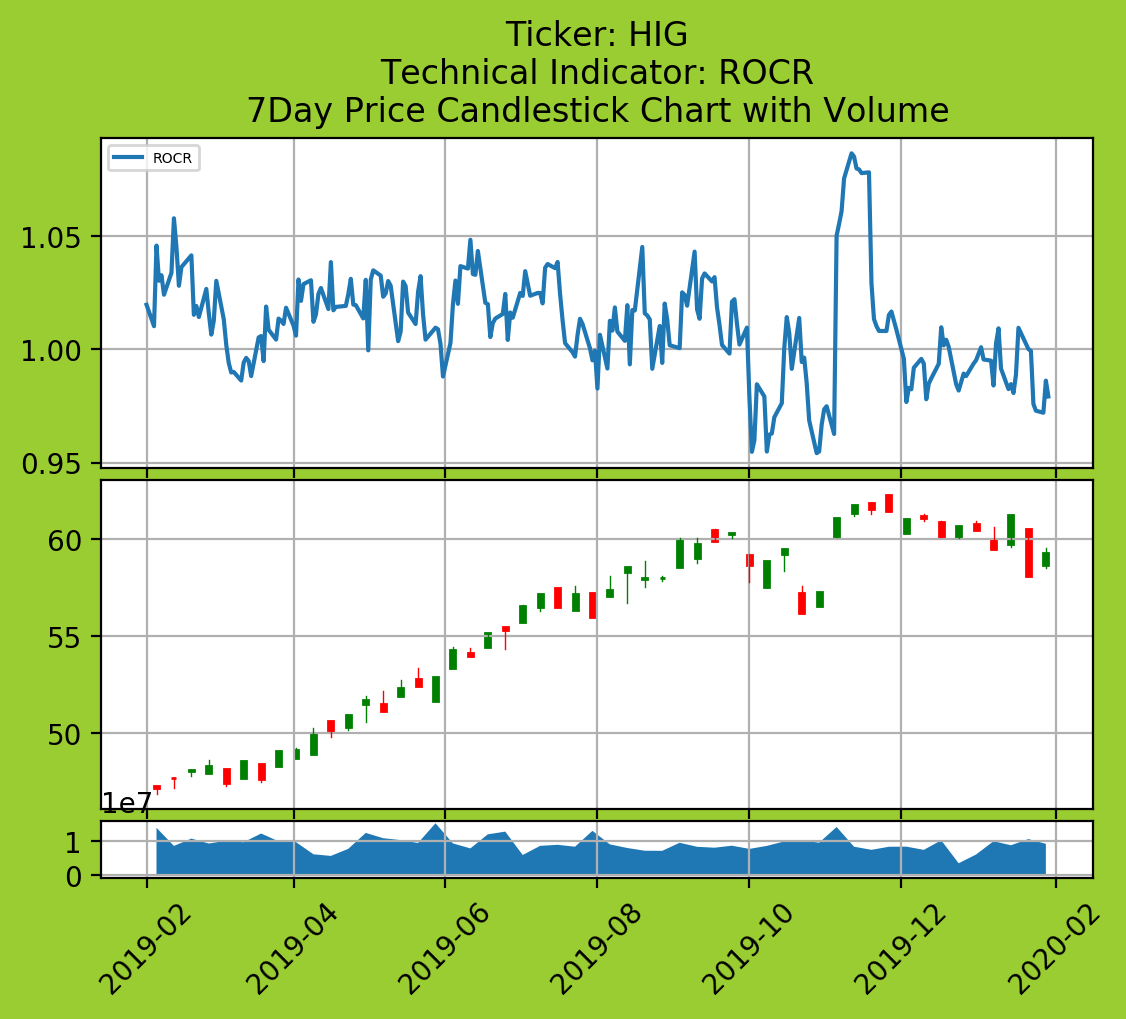 Ticker: HIG
Technical Indicator: ROCR
7Day Price Candlestick Chart with Volume
ROCR
1.05
1.00
0.95
60
55
50
1e7
1
0
2019-02 2019-04 2019-06 2019-08 2019-10 2019-12 2020-02